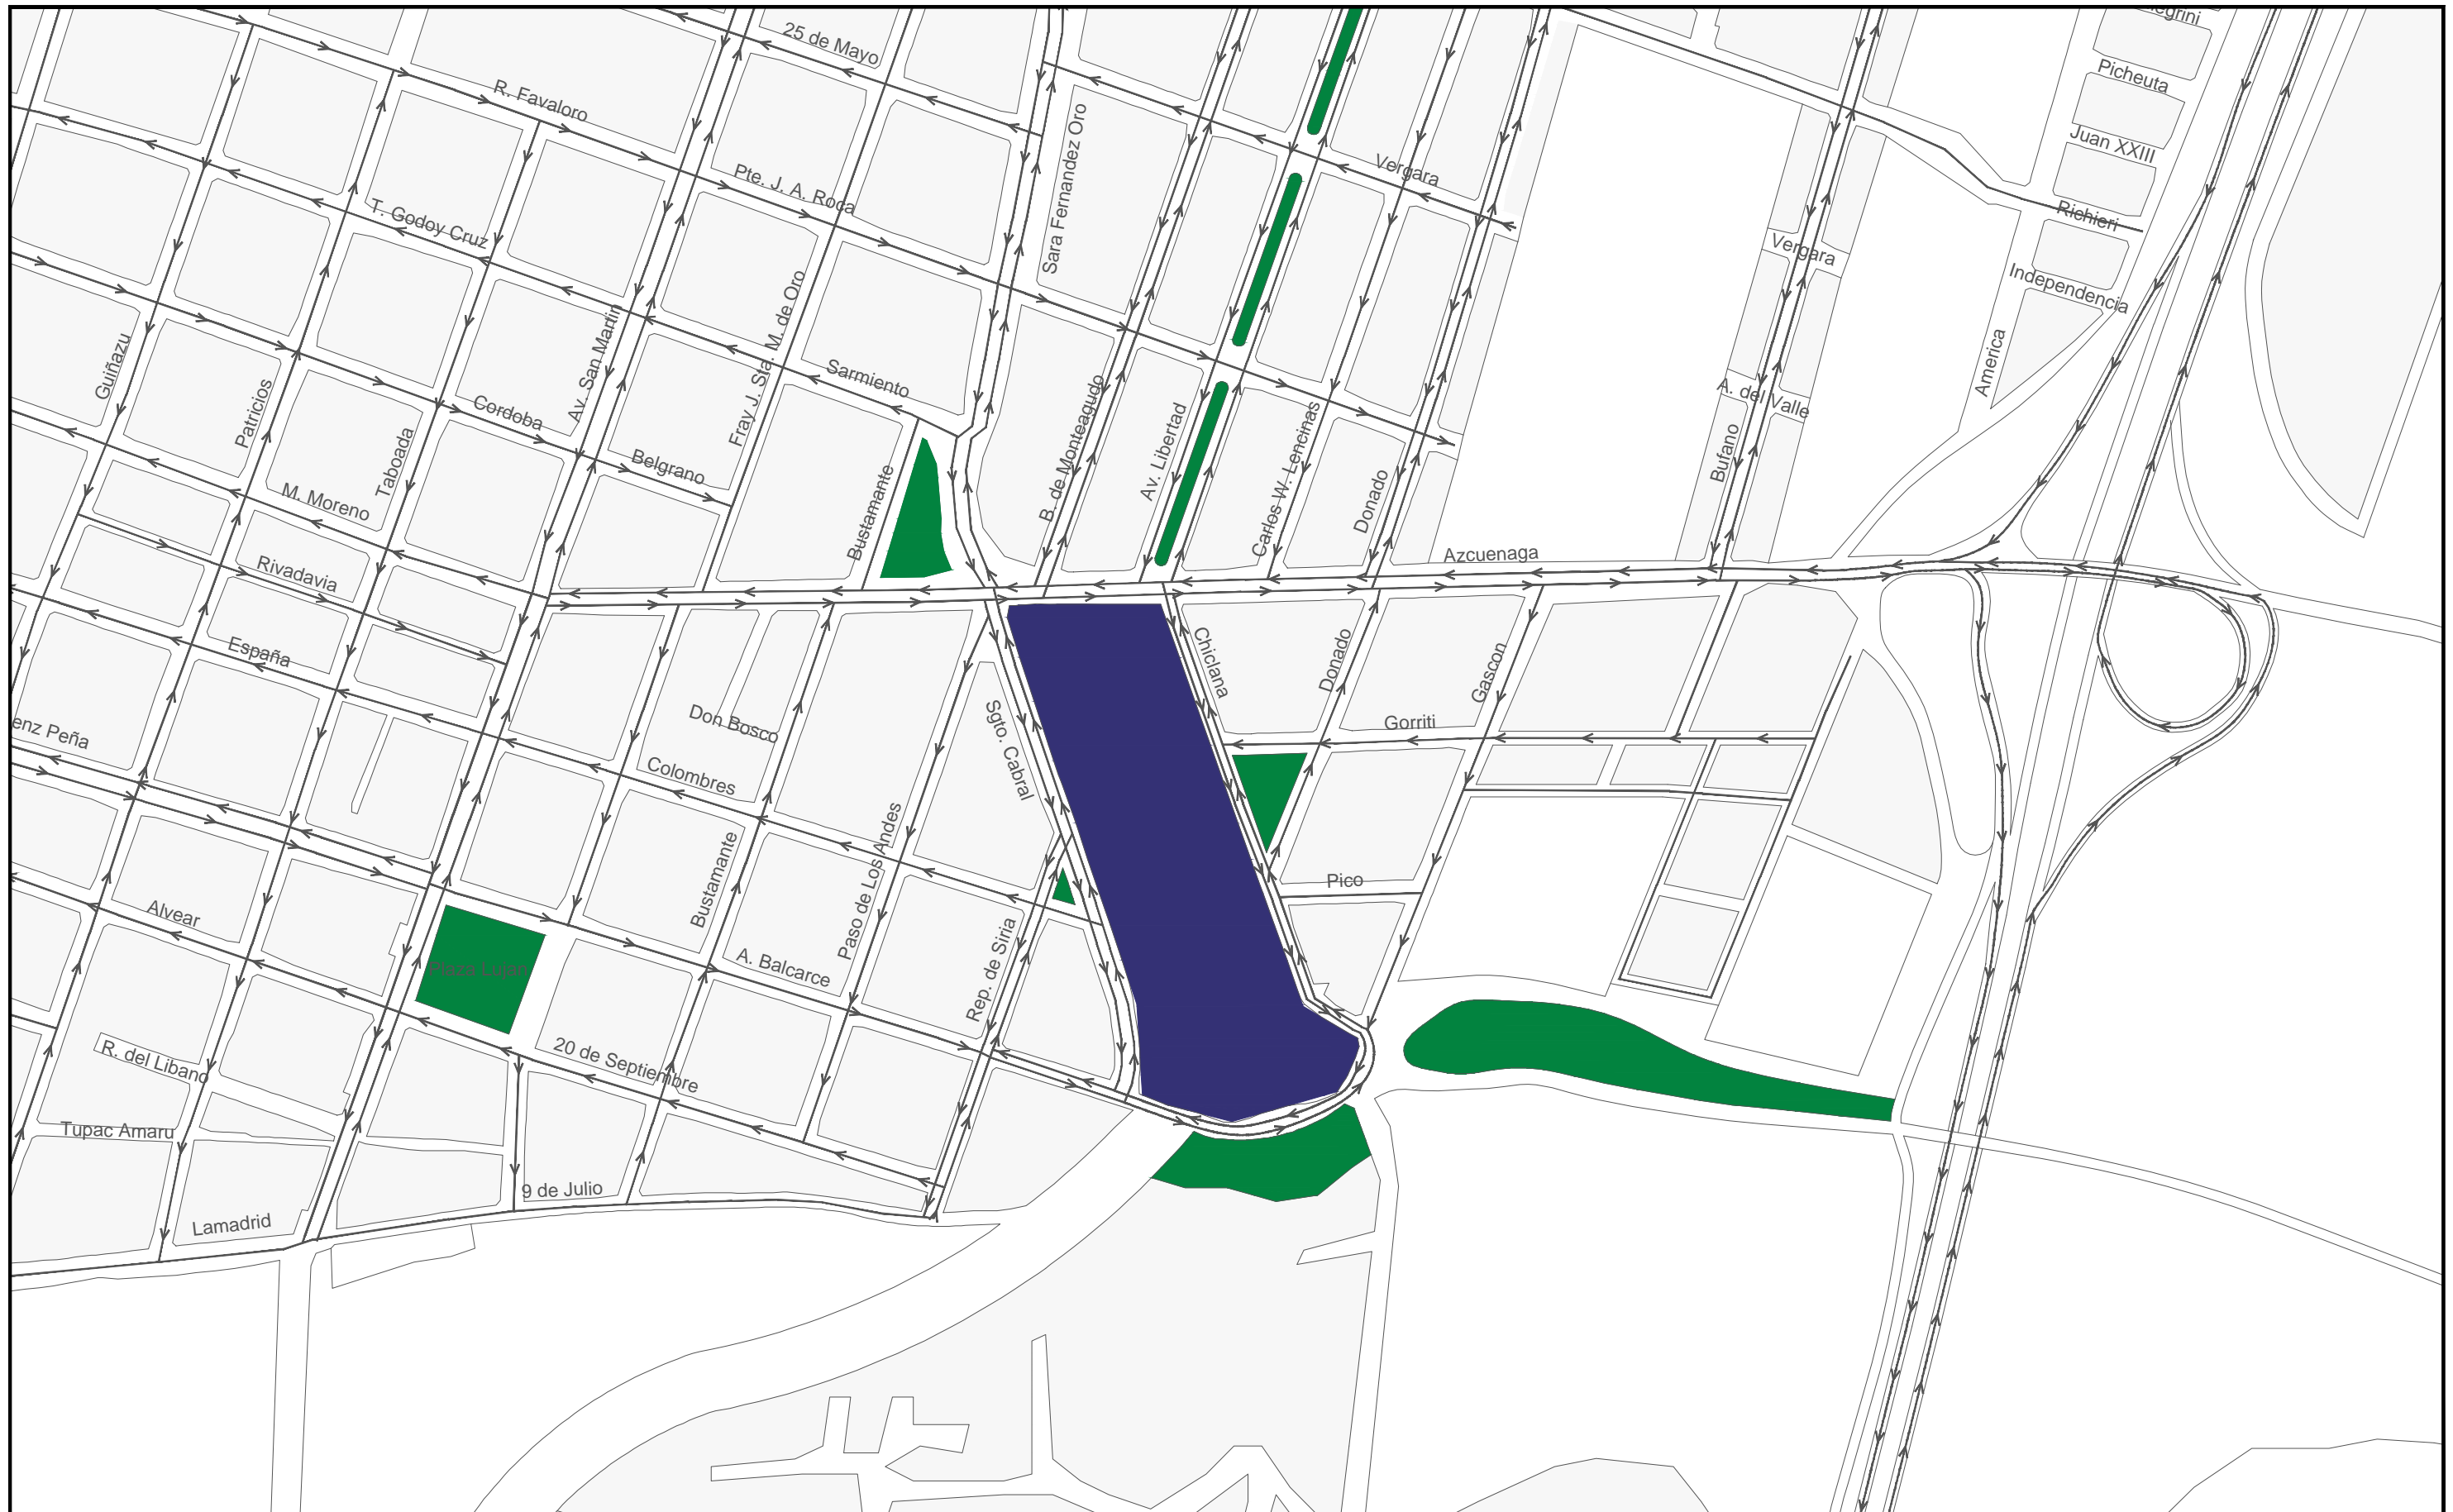 25 de Mayo
Picheuta
R. Favaloro
Juan XXIII
Sara Fernandez Oro
Vergara
Pte. J. A. Roca
T. Godoy Cruz
Richieri
Vergara
Independencia
Av. San Martin
Fray J. Sta. M. de Oro
Guiñazu
America
Sarmiento
A. del Valle
Patricios
Cordoba
B. de Monteagudo
Av. Libertad
Carlos W. Lencinas
Taboada
Belgrano
Bufano
M. Moreno
Bustamante
Donado
Azcuenaga
Rivadavia
España
Chiclana
Donado
Gascon
enz Peña
Don Bosco
Sgto. Cabral
Gorriti
Colombres
Bustamante
Paso de Los Andes
Pico
Alvear
A. Balcarce
Rep. de Siria
Plaza Lujan
R. del Libano
20 de Septiembre
Tupac Amaru
9 de Julio
Lamadrid